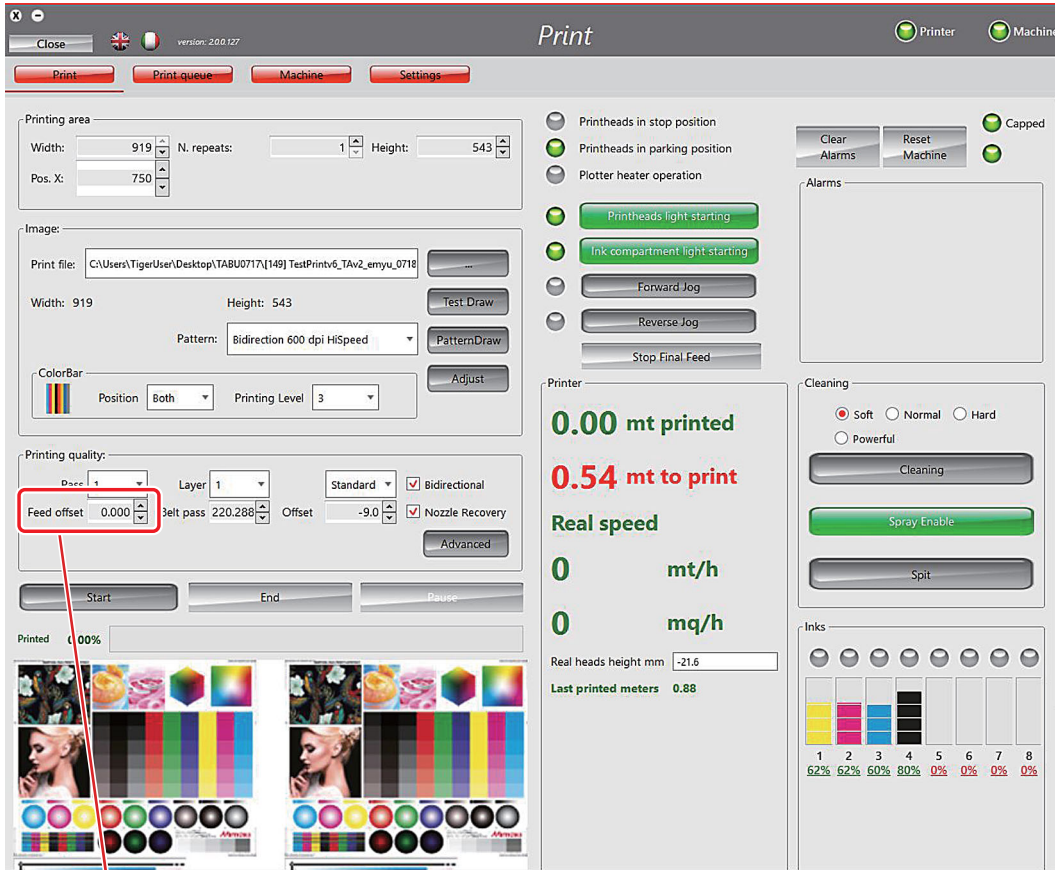 X
Close
version: 2.0.0.127
Print
Printer
Machine
Print
Print queue
Machine
Settings
Printing area
Width: 919
N. repeats: 1
Height: 543
Pos. X: 750
Image:
Print file: C:\Users\TigerUser\Desktop\TABU0717\[149] TestPrintv6_TAv2_emyu_0718
...
Width: 919
Height: 543
Test Draw
Pattern: Bidirection 600 dpi HiSpeed
PatternDraw
ColorBar
Position Both
Printing Level 3
Adjust
Printing quality:
Pass 1
Layer 1
Standard
Bidirectional
Feed offset 0.000
Belt pass 220.288
Offset -9.0
Nozzle Recovery
Advanced
Start
End
Pause
Printed 0.00%
Mimaki
Mimaki
Printheads in stop position
Printheads in parking position
Plotter heater operation
Printheads light starting
Ink compartment light starting
Forward Jog
Reverse Jog
Stop Final Feed
Printer
0.00 mt printed
0.54 mt to print
Real speed
0 mt/h
0 mq/h
Real heads height mm -21.6
Last printed meters 0.88
Clear Alarms
Reset Machine
Capped
Alarms
Cleaning
Soft Normal Hard
Powerful
Cleaning
Spray Enable
Spit
Inks
1 2 3 4 5 6 7 8
62% 62% 60% 80% 0% 0% 0% 0%